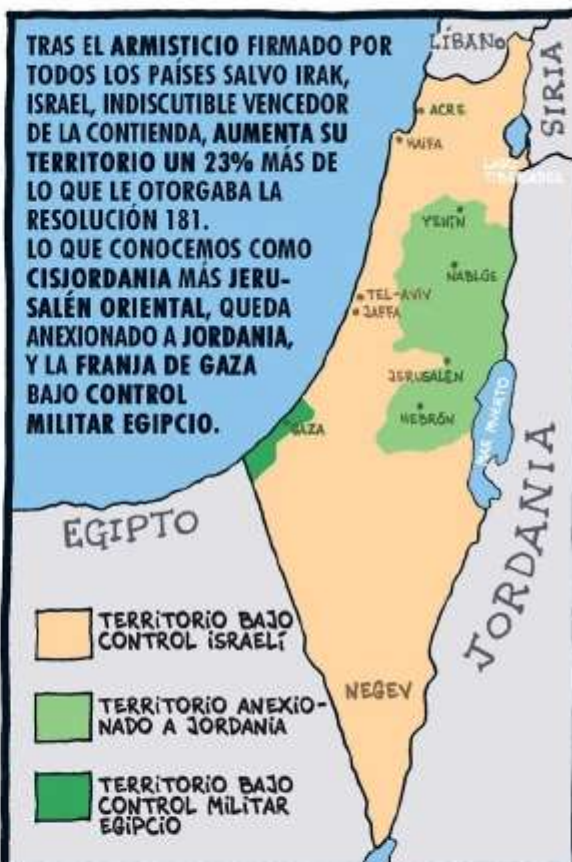 TRAS EL ARMISTICIO FIRMADO POR
TODOS LOS PAÍSES SALVO IRAK,
ISRAEL, INDISCUTIBLE VENCEDOR
DE LA CONTIENDA, AUMENTA SU
TERRITORIO UN 23% MÁS DE
LO QUE LE OTORGABA LA
RESOLUCIÓN 181.
LO QUE CONOCEMOS COMO
CISJORDANIA MÁS JERU-
SALÉN ORIENTAL, QUEDA
ANEXIONADO A JORDANIA,
Y LA FRANJA DE GAZA
BAJO CONTROL
MILITAR EGIPCIO.
LÍBANO
SIRIA
ACRE
HAIFA
LAGO
TIBERIADES
YENÍN
NABLUS
TEL-AVIV
JAFFA
JERUSALÉN
HEBRÓN
MAR MUERTO
GAZA
EGIPTO
JORDANIA
NEGEV
TERRITORIO BAJO
CONTROL ISRAELÍ
TERRITORIO ANEXIO-
NADO A JORDANIA
TERRITORIO BAJO
CONTROL MILITAR
EGIPCIO